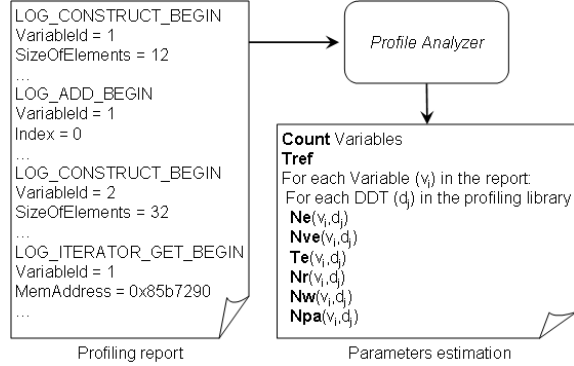 LOG_CONSTRUCT_BEGIN
VariableId = 1
SizeOfElements = 12
...
LOG_ADD_BEGIN
VariableId = 1
Index = 0
...
LOG_CONSTRUCT_BEGIN
VariableId = 2
SizeOfElements = 32
...
LOG_ITERATOR_GET_BEGIN
VariableId = 1
MemAddress = 0x85b7290
...
Profiling report
Profile Analyzer
Count Variables
Tref
For each Variable (vi) in the report:
For each DDT (dj) in the profiling library
Ne(vi,dj)
Nve(vi,dj)
Te(vi,dj)
Nr(vi,dj)
Nw(vi,dj)
Npa(vi,dj)
Parameters estimation